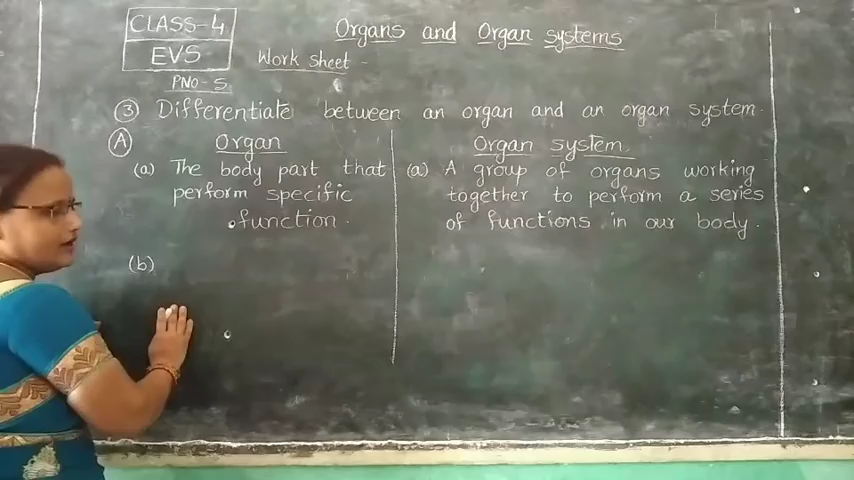 CLASS-4
EVS
Organs and Organ systems
Work sheet -
PNO-5
③ Differentiate between an organ and an organ system.
Ⓐ Organ
(a) The body part that
perform specific
function.
(b)
Organ system
(a) A group of organs working
together to perform a series
of functions in our body.